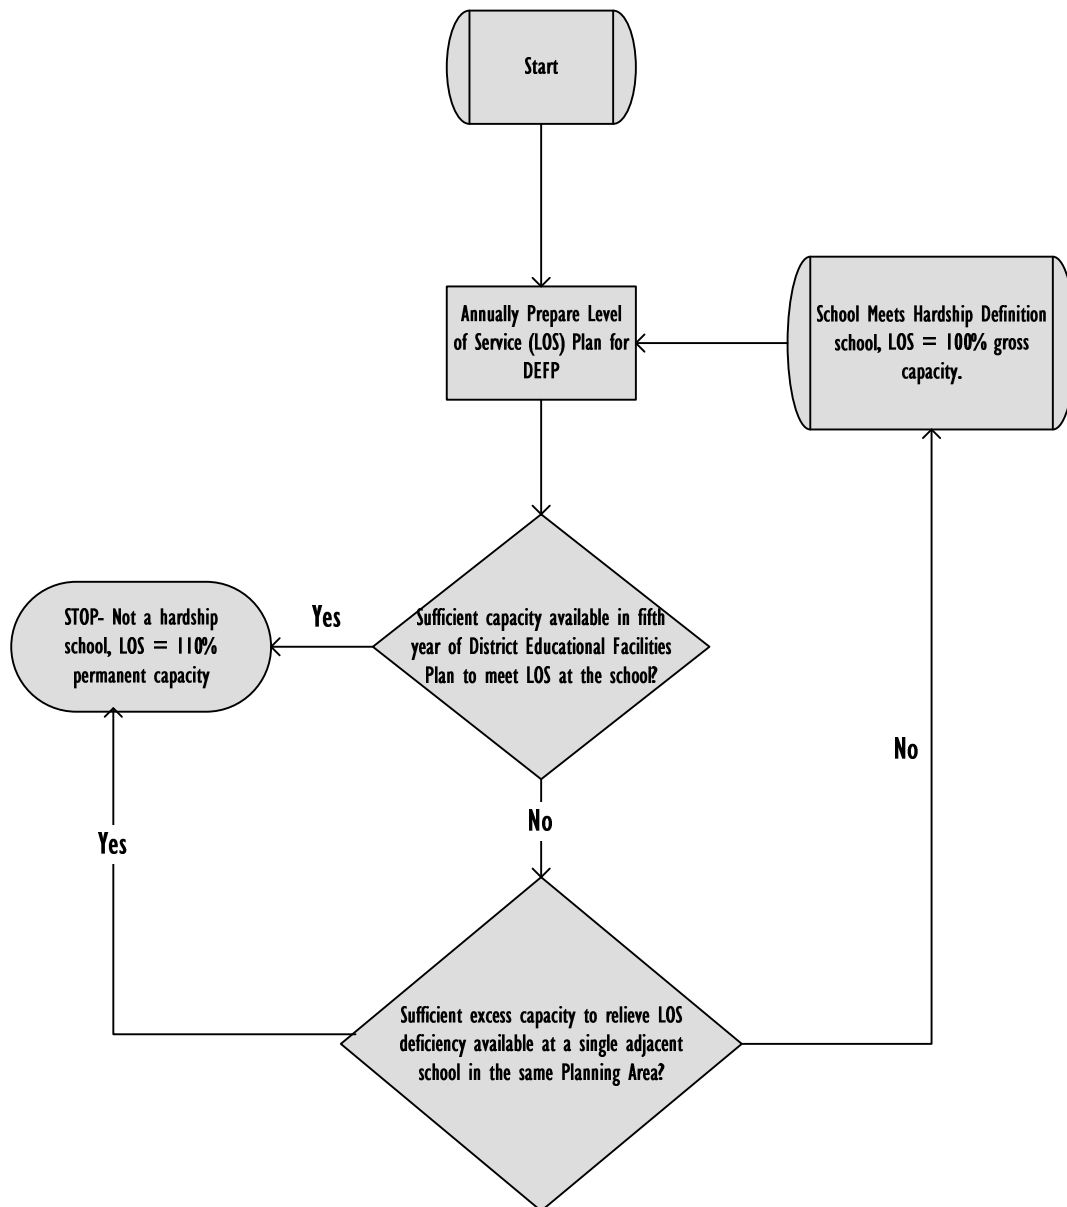 Start
Annually Prepare Level
of Service (LOS) Plan for
DEFP
School Meets Hardship Definition
school, LOS = 100% gross
capacity.
Sufficient capacity available in fifth
year of District Educational Facilities
Plan to meet LOS at the school?
Yes
STOP- Not a hardship
school, LOS = 110%
permanent capacity
No
No
Yes
Sufficient excess capacity to relieve LOS
deficiency available at a single adjacent
school in the same Planning Area?